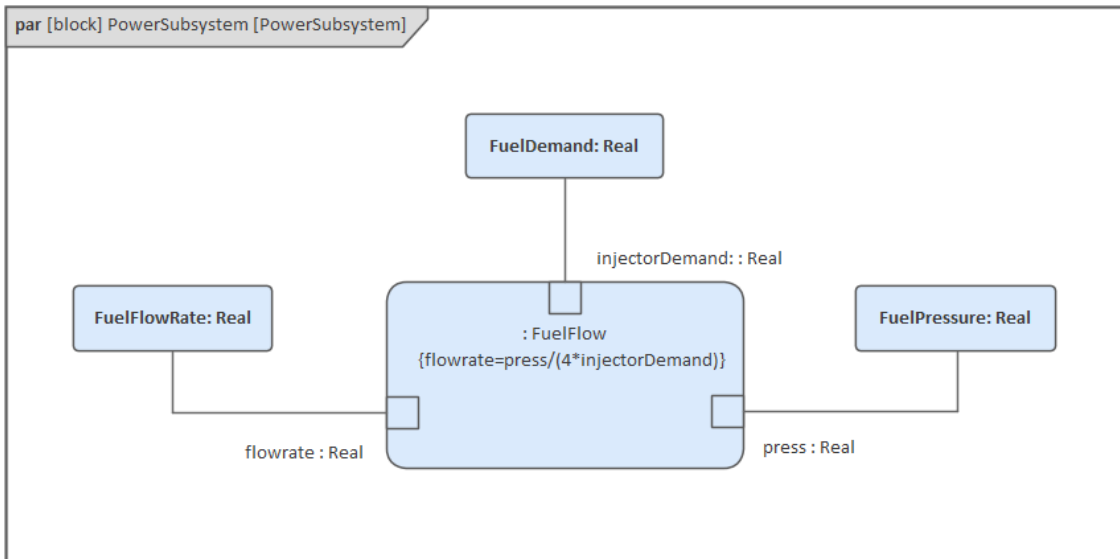 par [block] PowerSubsystem [PowerSubsystem]
FuelDemand: Real
injectorDemand: : Real
FuelFlowRate: Real
FuelPressure: Real
: FuelFlow
{flowrate=press/(4*injectorDemand)}
flowrate : Real
press : Real